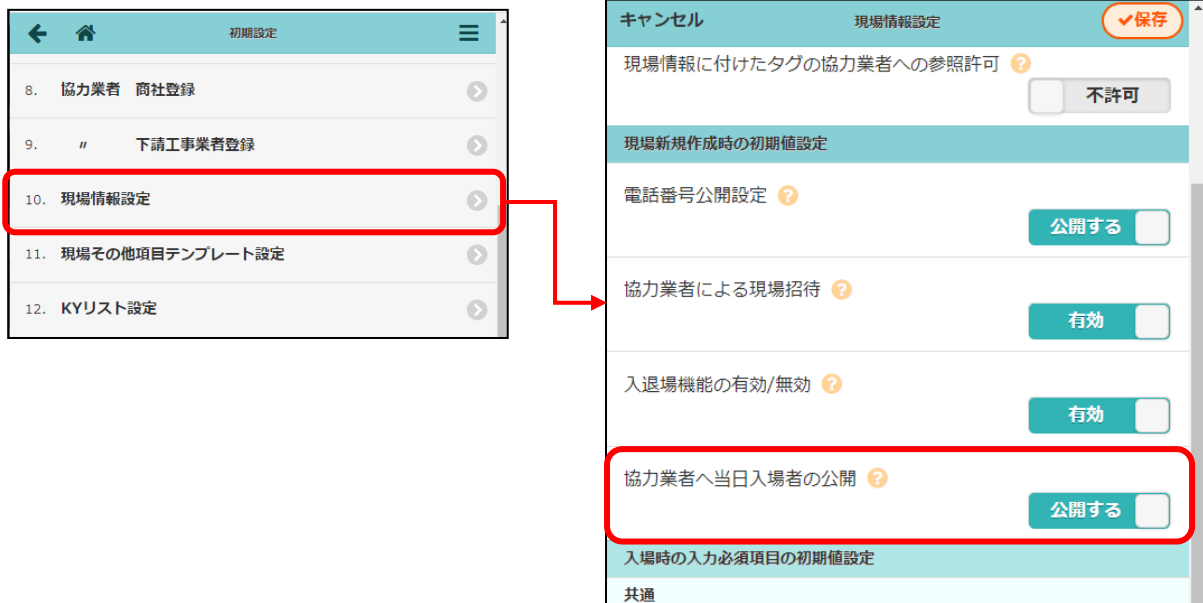 初期設定
8. 協力業者 商社登録
9. 〃 下請工事業者登録
10. 現場情報設定
11. 現場その他項目テンプレート設定
12. KYリスト設定
キャンセル 現場情報設定 保存
現場情報に付けたタグの協力業者への参照許可 ?
不許可
現場新規作成時の初期値設定
電話番号公開設定 ?
公開する
協力業者による現場招待 ?
有効
入退場機能の有効/無効 ?
有効
協力業者へ当日入場者の公開 ?
公開する
入場時の入力必須項目の初期値設定
共通